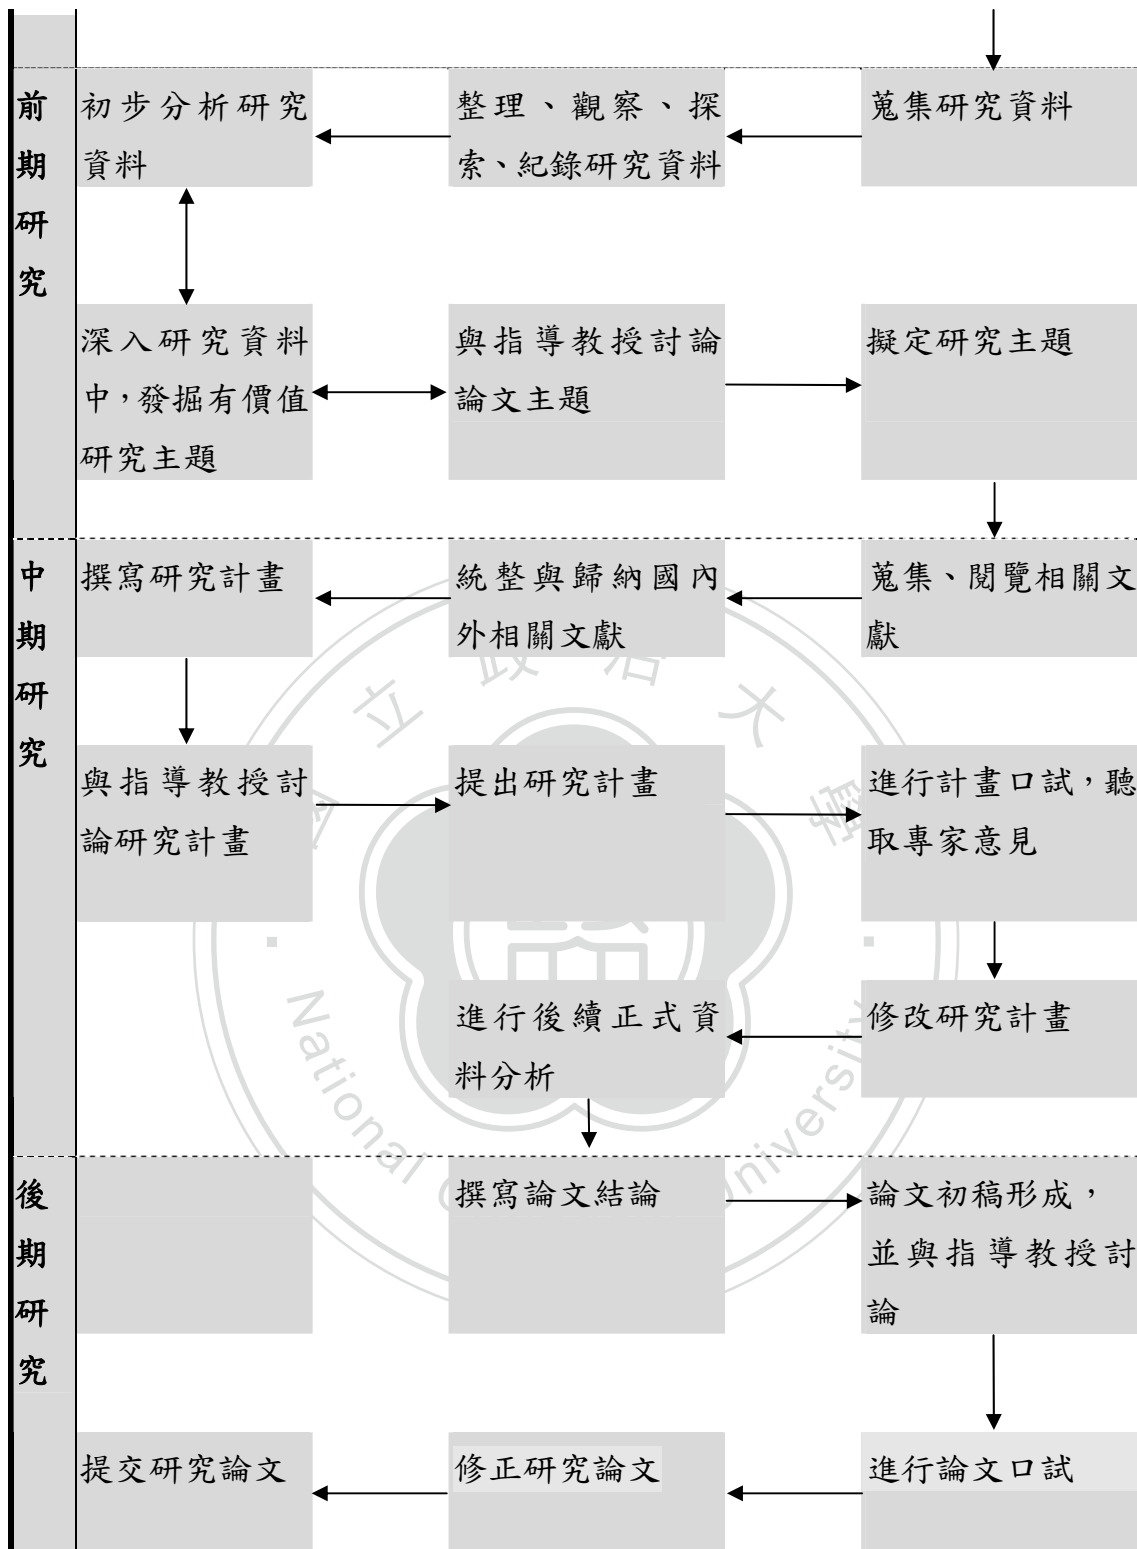 前
期
研
究
初步分析研究
資料
整理、觀察、探
索、紀錄研究資料
蒐集研究資料
深入研究資料
中，發掘有價值
研究主題
與指導教授討論
論文主題
擬定研究主題
中
期
研
究
撰寫研究計畫
統整與歸納國內
外相關文獻
蒐集、閱覽相關文
獻
與指導教授討
論研究計畫
提出研究計畫
進行計畫口試，聽
取專家意見
進行後續正式資
料分析
修改研究計畫
後
期
研
究
撰寫論文結論
論文初稿形成，
並與指導教授討
論
提交研究論文
修正研究論文
進行論文口試
立政治大學
National
University